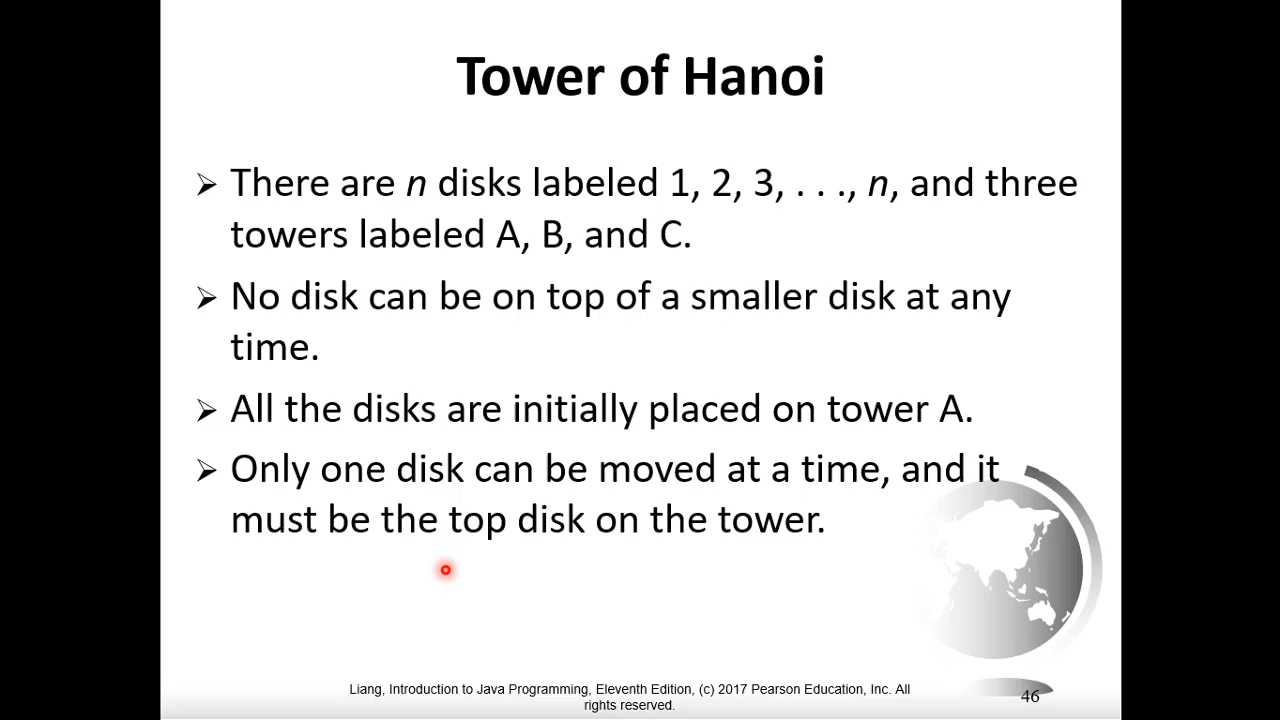 Tower of Hanoi
➢ There are n disks labeled 1, 2, 3, . . ., n, and three
towers labeled A, B, and C.
➢ No disk can be on top of a smaller disk at any
time.
➢ All the disks are initially placed on tower A.
➢ Only one disk can be moved at a time, and it
must be the top disk on the tower.
Liang, Introduction to Java Programming, Eleventh Edition, (c) 2017 Pearson Education, Inc. All
rights reserved.
46